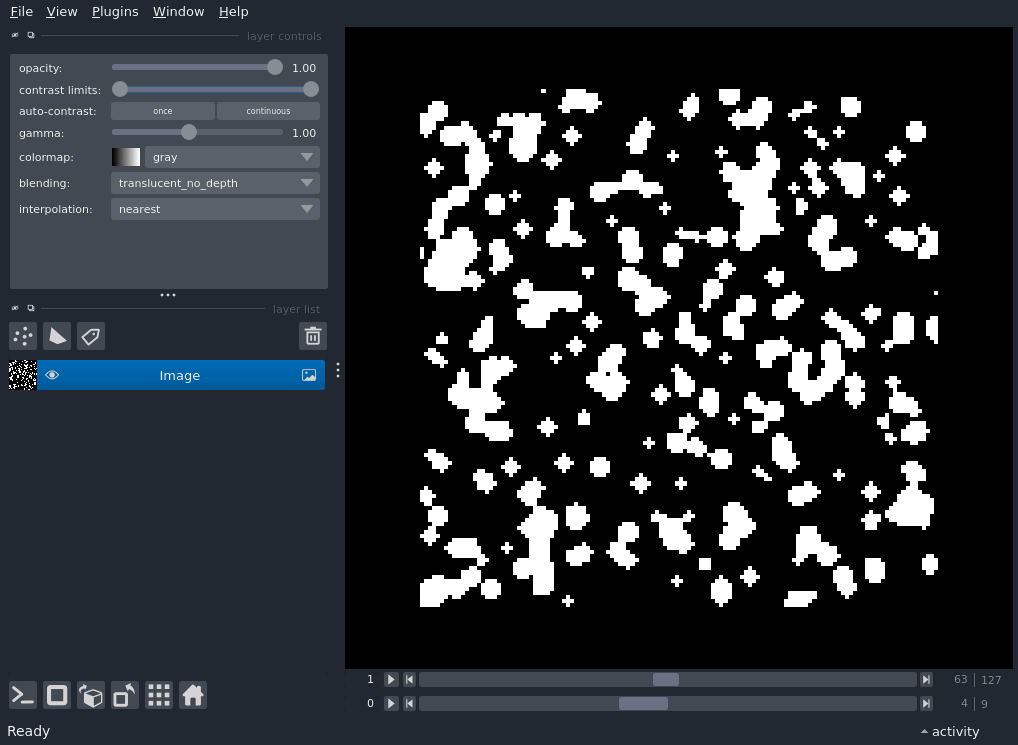 File View Plugins Window Help
layer controls
opacity: 1.00
contrast limits:
auto-contrast: once continuous
gamma: 1.00
colormap: gray
blending: translucent_no_depth
interpolation: nearest
layer list
Image
1 63 127
0 4 9
Ready activity